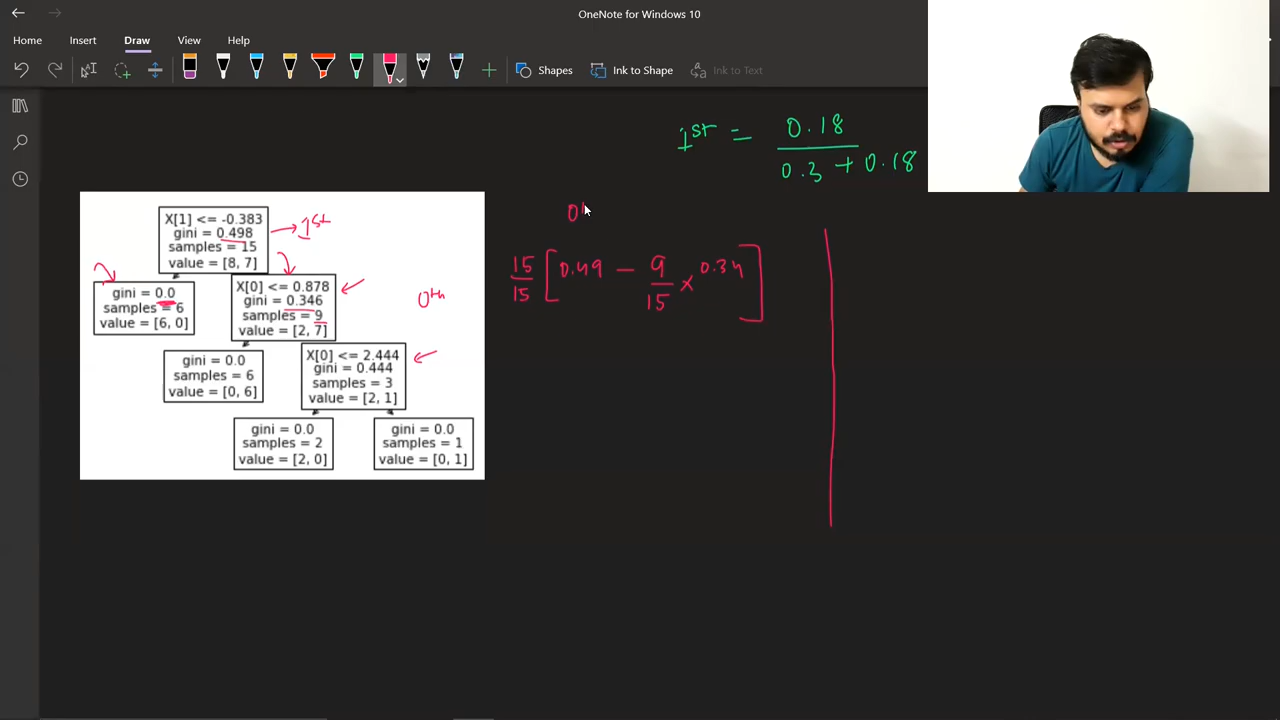 OneNote for Windows 10
Home Insert Draw View Help
Shapes Ink to Shape Ink to Text
1st = 0.18
0.3 + 0.18
X[1] <= -0.383
gini = 0.498
samples = 15
value = [8, 7]
→ 1st
gini = 0.0
samples = 6
value = [6, 0]
X[0] <= 0.878
gini = 0.346
samples = 9
value = [2, 7]
0th
gini = 0.0
samples = 6
value = [0, 6]
X[0] <= 2.444
gini = 0.444
samples = 3
value = [2, 1]
gini = 0.0
samples = 2
value = [2, 0]
gini = 0.0
samples = 1
value = [0, 1]
15/15 [0.49 – 9/15 × 0.34]